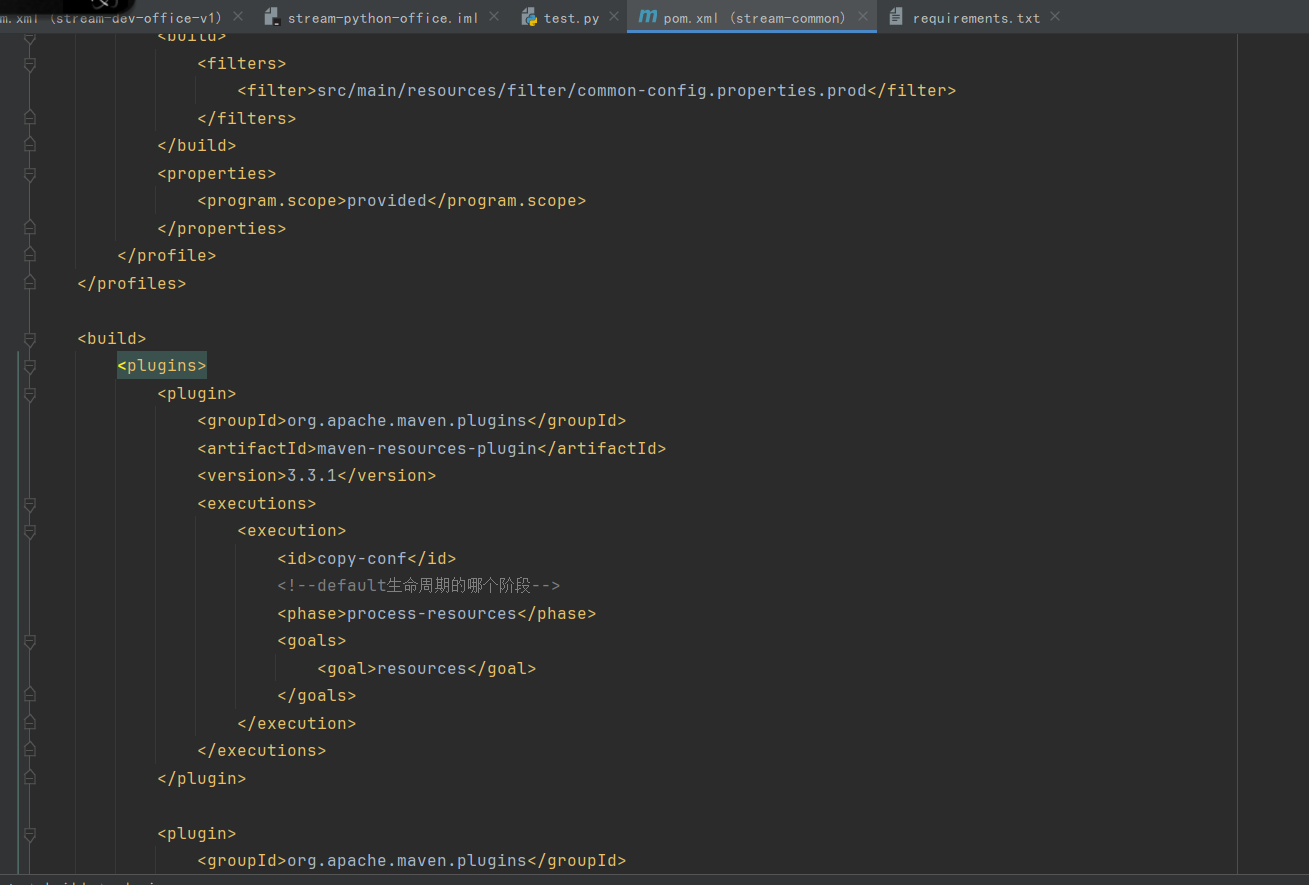 m.xml (stream-dev-office-v1)
stream-python-office.iml
test.py
pom.xml (stream-common)
requirements.txt
<build>
<filters>
<filter>src/main/resources/filter/common-config.properties.prod</filter>
</filters>
</build>
<properties>
<program.scope>provided</program.scope>
</properties>
</profile>
</profiles>
<build>
<plugins>
<plugin>
<groupId>org.apache.maven.plugins</groupId>
<artifactId>maven-resources-plugin</artifactId>
<version>3.3.1</version>
<executions>
<execution>
<id>copy-conf</id>
<!--default生命周期的哪个阶段-->
<phase>process-resources</phase>
<goals>
<goal>resources</goal>
</goals>
</execution>
</executions>
</plugin>
<plugin>
<groupId>org.apache.maven.plugins</groupId>